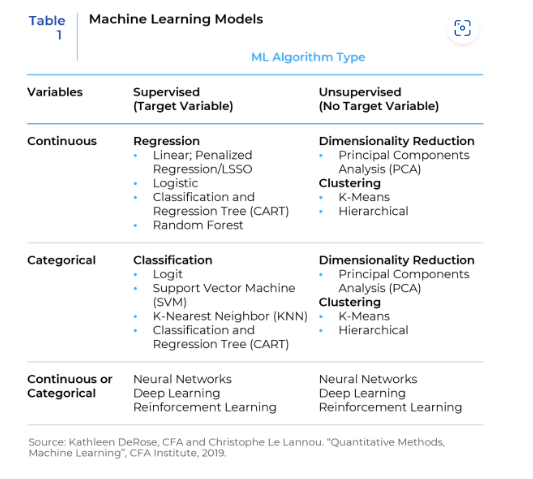 Table
1
Machine Learning Models
ML Algorithm Type
Variables
Supervised
(Target Variable)
Unsupervised
(No Target Variable)
Continuous
Regression
• Linear; Penalized
Regression/LSSO
• Logistic
• Classification and
Regression Tree (CART)
• Random Forest
Dimensionality Reduction
• Principal Components
Analysis (PCA)
Clustering
• K-Means
• Hierarchical
Categorical
Classification
• Logit
• Support Vector Machine
(SVM)
• K-Nearest Neighbor (KNN)
• Classification and
Regression Tree (CART)
Dimensionality Reduction
• Principal Components
Analysis (PCA)
Clustering
• K-Means
• Hierarchical
Continuous or
Categorical
Neural Networks
Deep Learning
Reinforcement Learning
Neural Networks
Deep Learning
Reinforcement Learning
Source: Kathleen DeRose, CFA and Christophe Le Lannou. “Quantitative Methods,
Machine Learning”, CFA Institute, 2019.